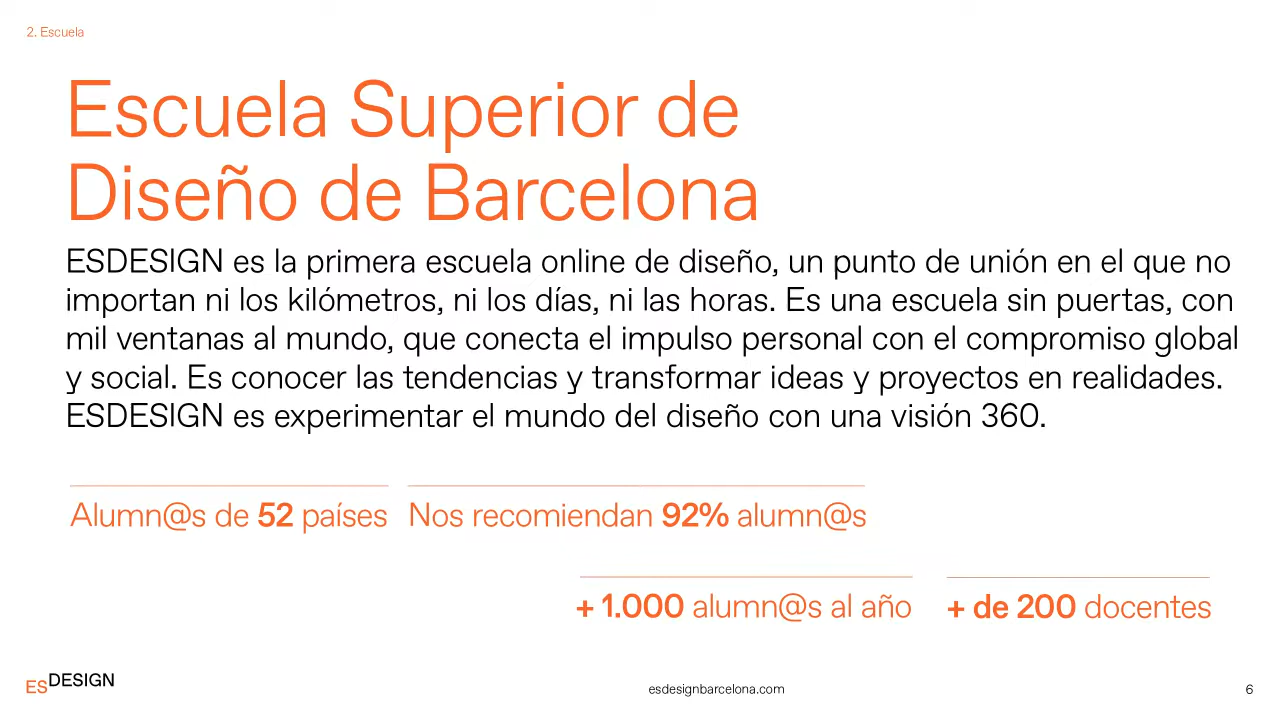 2. Escuela
Escuela Superior de
Diseño de Barcelona
ESDESIGN es la primera escuela online de diseño, un punto de unión en el que no
importan ni los kilómetros, ni los días, ni las horas. Es una escuela sin puertas, con
mil ventanas al mundo, que conecta el impulso personal con el compromiso global
y social. Es conocer las tendencias y transformar ideas y proyectos en realidades.
ESDESIGN es experimentar el mundo del diseño con una visión 360.
Alumn@s de 52 países
Nos recomiendan 92% alumn@s
+ 1.000 alumn@s al año
+ de 200 docentes
ESDESIGN
esdesignbarcelona.com
6